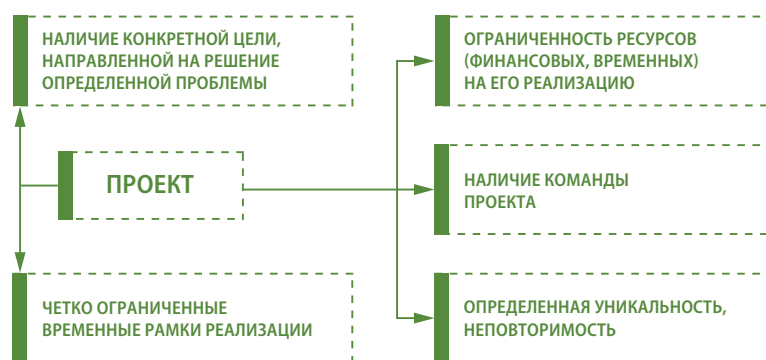 НАЛИЧИЕ КОНКРЕТНОЙ ЦЕЛИ,
НАПРАВЛЕННОЙ НА РЕШЕНИЕ
ОПРЕДЕЛЕННОЙ ПРОБЛЕМЫ
ПРОЕКТ
ЧЕТКО ОГРАНИЧЕННЫЕ
ВРЕМЕННЫЕ РАМКИ РЕАЛИЗАЦИИ
ОГРАНИЧЕННОСТЬ РЕСУРСОВ
(ФИНАНСОВЫХ, ВРЕМЕННЫХ)
НА ЕГО РЕАЛИЗАЦИЮ
НАЛИЧИЕ КОМАНДЫ
ПРОЕКТА
ОПРЕДЕЛЕННАЯ УНИКАЛЬНОСТЬ,
НЕПОВТОРИМОСТЬ